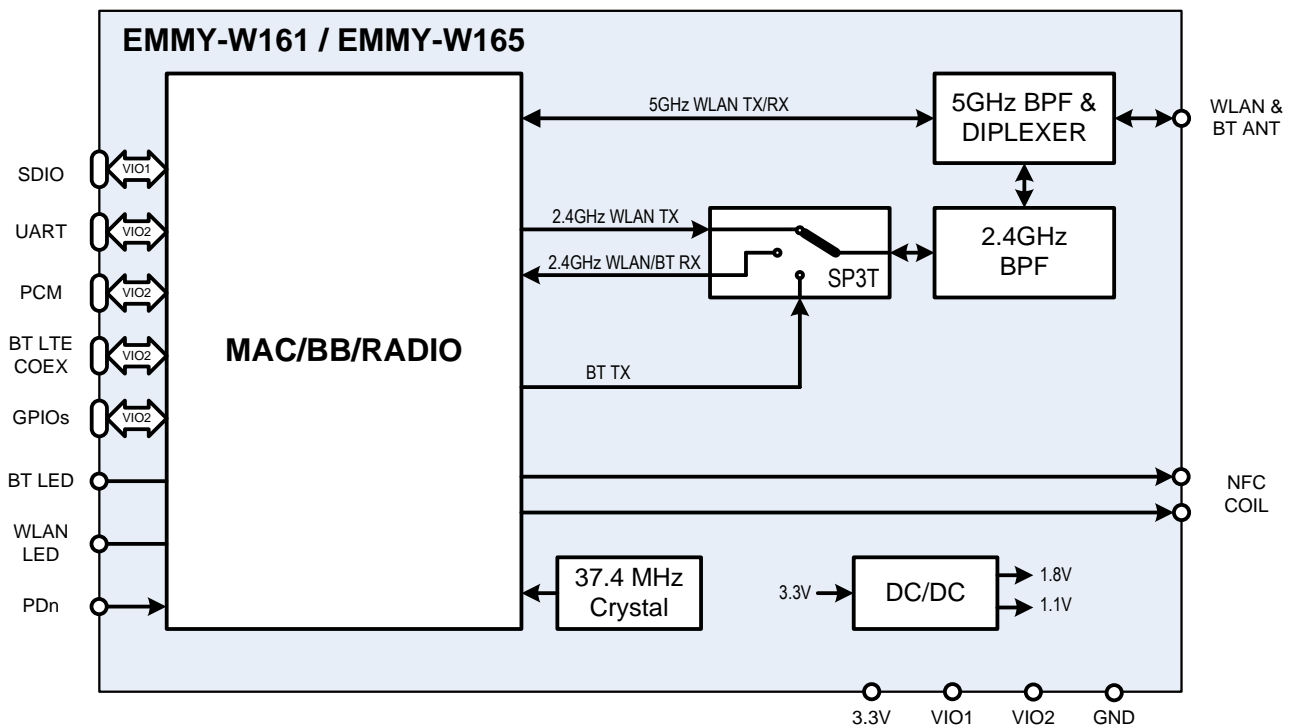 EMMY-W161 / EMMY-W165
5GHz WLAN TX/RX
5GHz BPF &
DIPLEXER
WLAN &
BT ANT
SDIO
VIO1
UART
VIO2
2.4GHz WLAN TX
2.4GHz
BPF
2.4GHz WLAN/BT RX
SP3T
PCM
VIO2
BT LTE
COEX
VIO2
MAC/BB/RADIO
BT TX
GPIOs
VIO2
BT LED
NFC
COIL
WLAN
LED
37.4 MHz
Crystal
3.3V
DC/DC
1.8V
1.1V
PDn
3.3V
VIO1
VIO2
GND